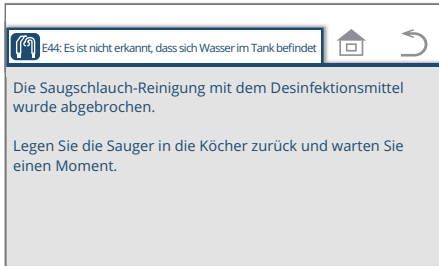 E44: Es ist nicht erkannt, dass sich Wasser im Tank befindet
Die Saugschlauch-Reinigung mit dem Desinfektionsmittel
wurde abgebrochen.
Legen Sie die Sauger in die Köcher zurück und warten Sie
einen Moment.